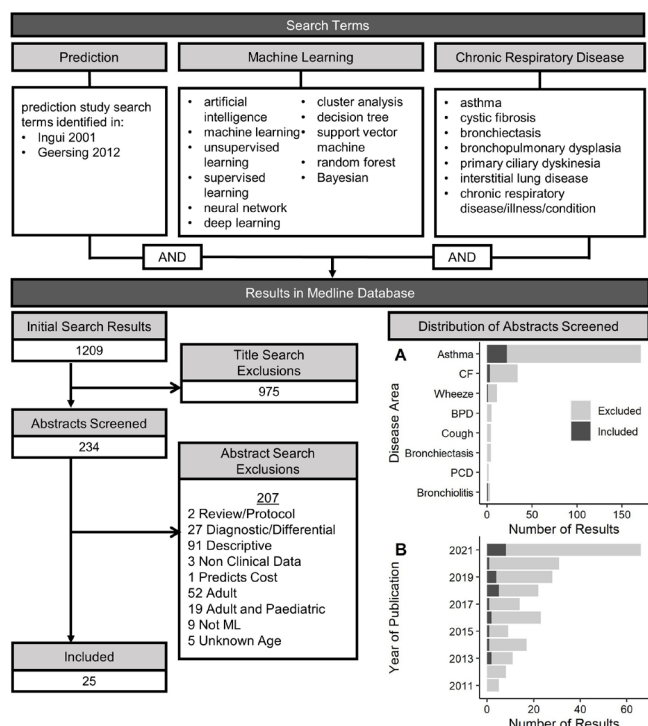 Search Terms
Prediction
prediction study search
terms identified in:
• Ingui 2001
• Geersing 2012
Machine Learning
• artificial
intelligence
• machine learning
• unsupervised
learning
• supervised
learning
• neural network
• deep learning
• cluster analysis
• decision tree
• support vector
machine
• random forest
• Bayesian
Chronic Respiratory Disease
• asthma
• cystic fibrosis
• bronchiectasis
• bronchopulmonary dysplasia
• primary ciliary dyskinesia
• interstitial lung disease
• chronic respiratory
disease/illness/condition
AND
AND
Results in Medline Database
Initial Search Results
1209
Title Search
Exclusions
975
Abstracts Screened
234
Abstract Search
Exclusions
207
2 Review/Protocol
27 Diagnostic/Differential
91 Descriptive
3 Non Clinical Data
1 Predicts Cost
52 Adult
19 Adult and Paediatric
9 Not ML
5 Unknown Age
Included
25
Distribution of Abstracts Screened
A
Disease Area
Asthma
CF
Wheeze
BPD
Cough
Bronchiectasis
PCD
Bronchiolitis
Excluded
Included
0 50 100 150
Number of Results
B
Year of Publication
2021
2019
2017
2015
2013
2011
0 20 40 60
Number of Results